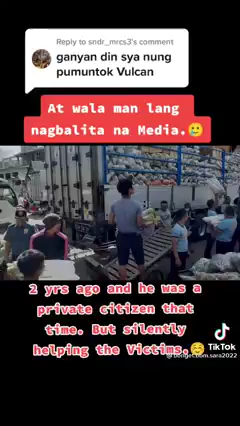 Reply to sndr_mrcs3's comment
ganyan din sya nung
pumuntok Vulcan
At wala man lang
nagbalita na Media.🥲
2 yrs ago and he was a
private citizen that
time. But silently
helping the Victims.☺️
TikTok